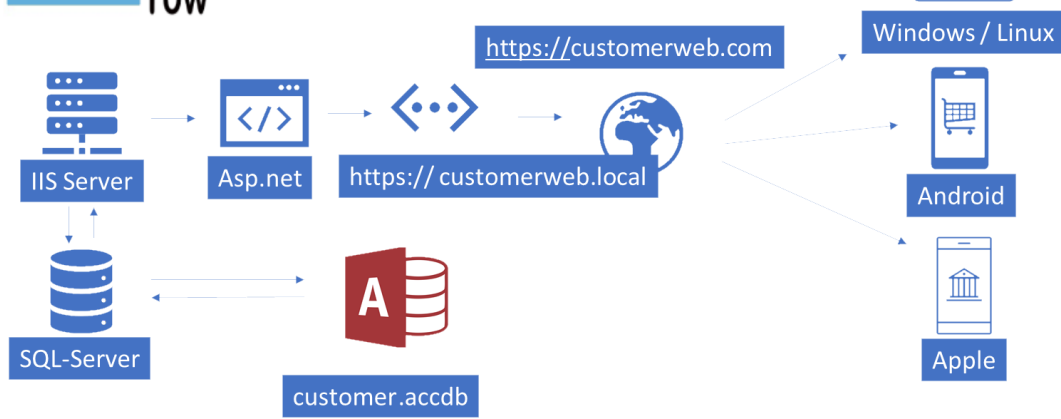 https://customerweb.com
Windows / Linux
IIS Server
Asp.net
https:// customerweb.local
Android
A
SQL-Server
customer.accdb
Apple